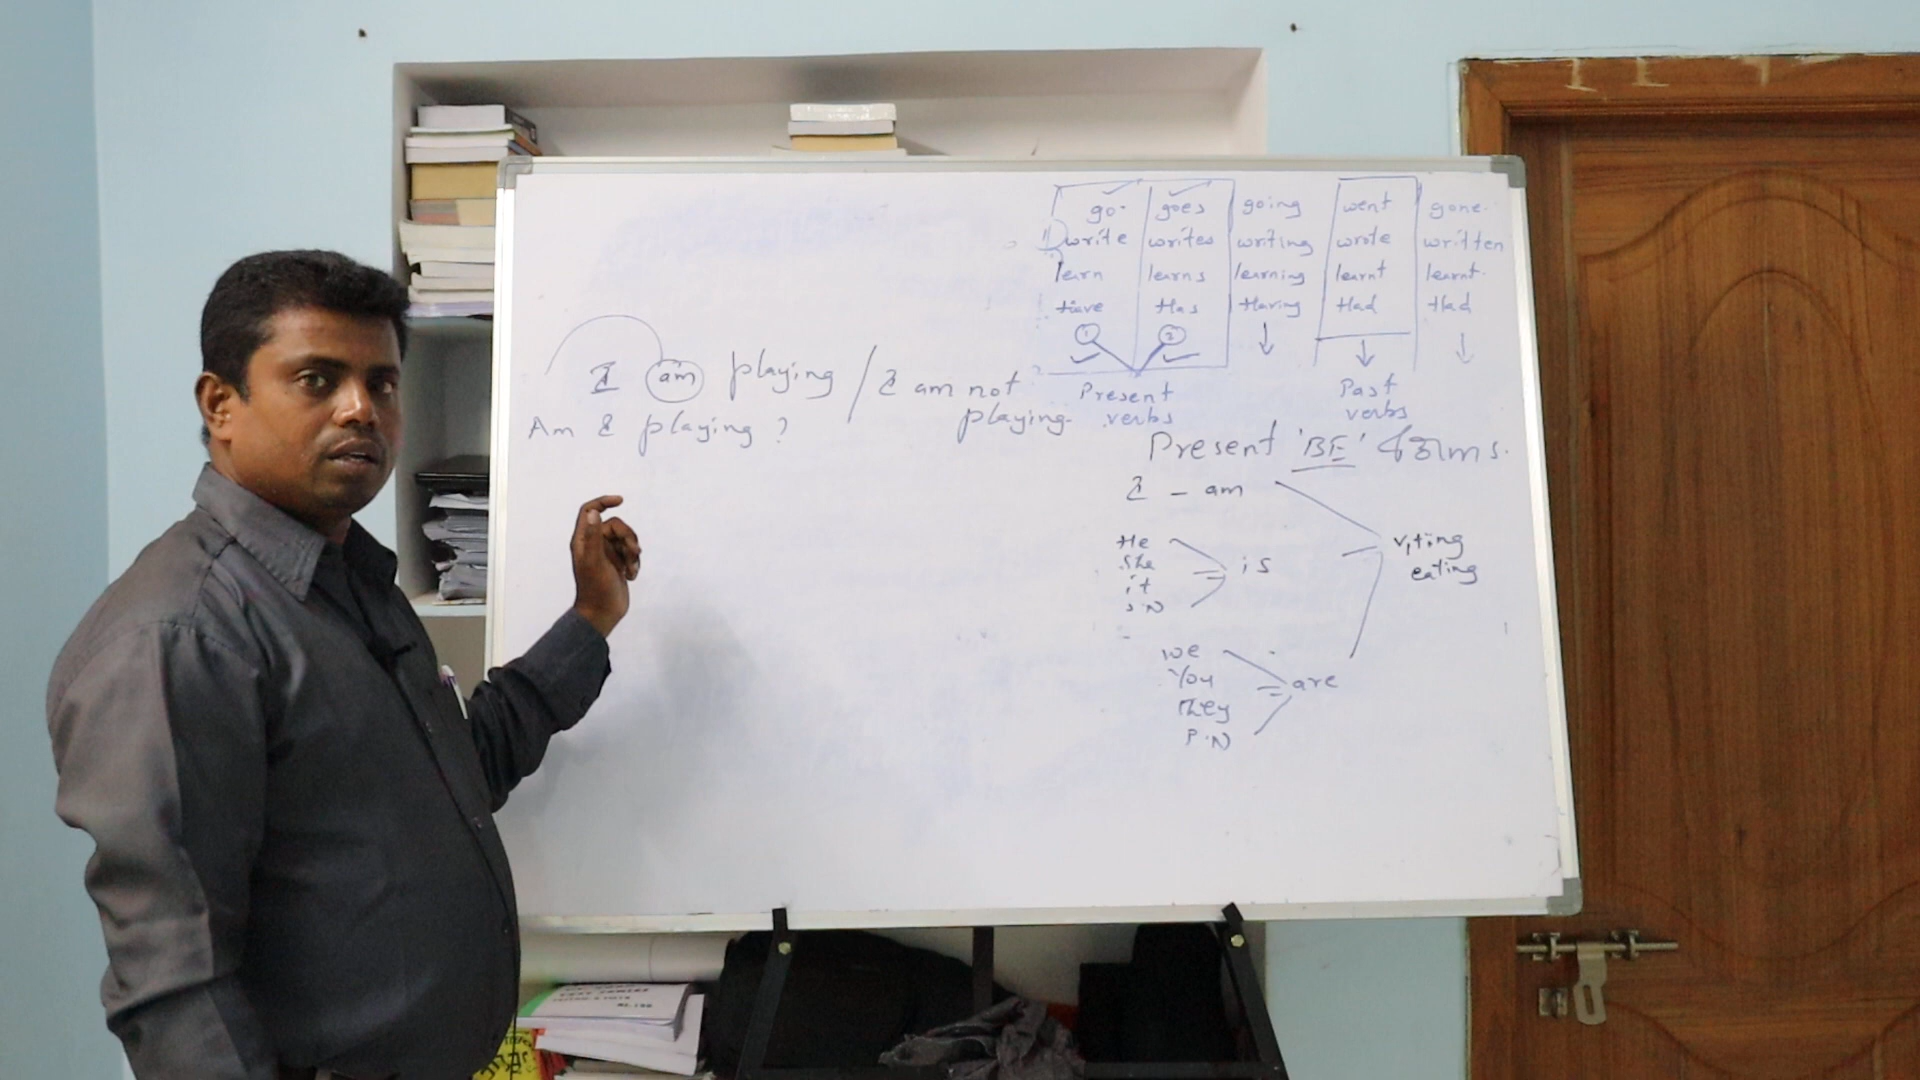 go goes going went gone
write writes writing wrote written
learn learns learning learnt learnt
Have Has Having Had Had
1 2
Present verbs
Past verbs
I am playing / I am not playing
Am I playing ?
Present 'BE' forms.
I - am
He
She
it
S.N
is
We
You
They
P.N
are
eating